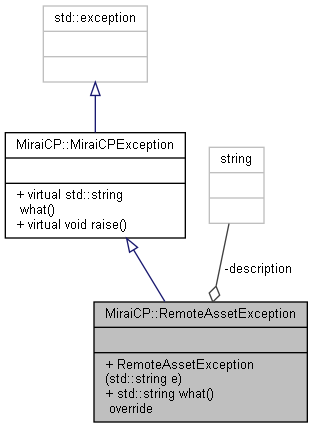 std::exception
MiraiCP::MiraiCPException
+ virtual std::string
what()
+ virtual void raise()
string
-description
MiraiCP::RemoteAssetException
+ RemoteAssetException
(std::string e)
+ std::string what()
override